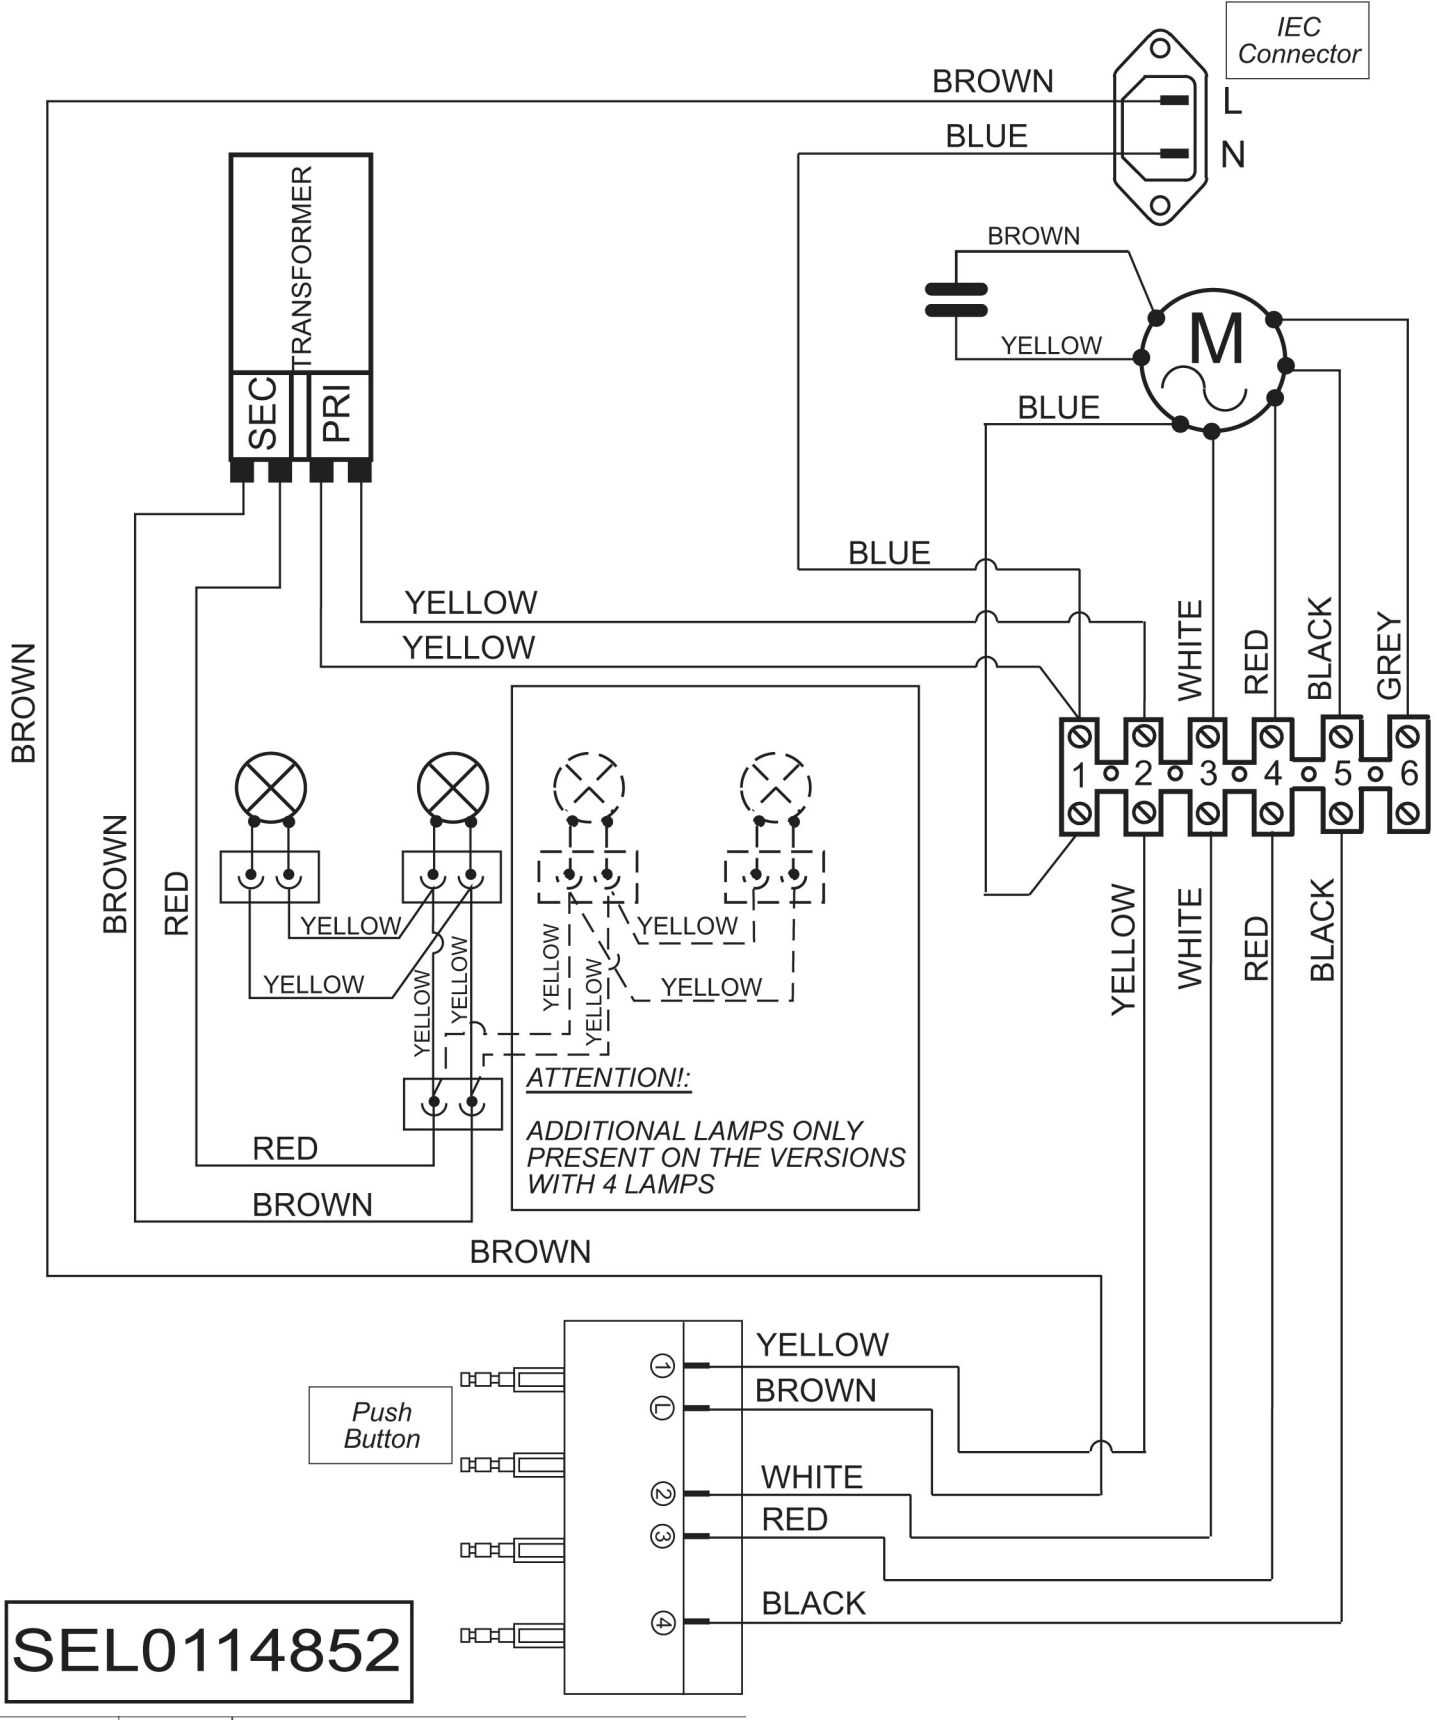 IEC
Connector
BROWN
L
BLUE
N
TRANSFORMER
BROWN
M
YELLOW
SEC
PRI
BLUE
BLUE
YELLOW
YELLOW
WHITE
RED
BLACK
GREY
BROWN
1
2
3
4
5
6
BROWN
RED
YELLOW
YELLOW
YELLOW
YELLOW
YELLOW
YELLOW
YELLOW
YELLOW
YELLOW
WHITE
RED
BLACK
ATTENTION!:
ADDITIONAL LAMPS ONLY
PRESENT ON THE VERSIONS
WITH 4 LAMPS
RED
BROWN
BROWN
YELLOW
1
BROWN
L
Push
Button
WHITE
2
RED
3
BLACK
4
SEL0114852